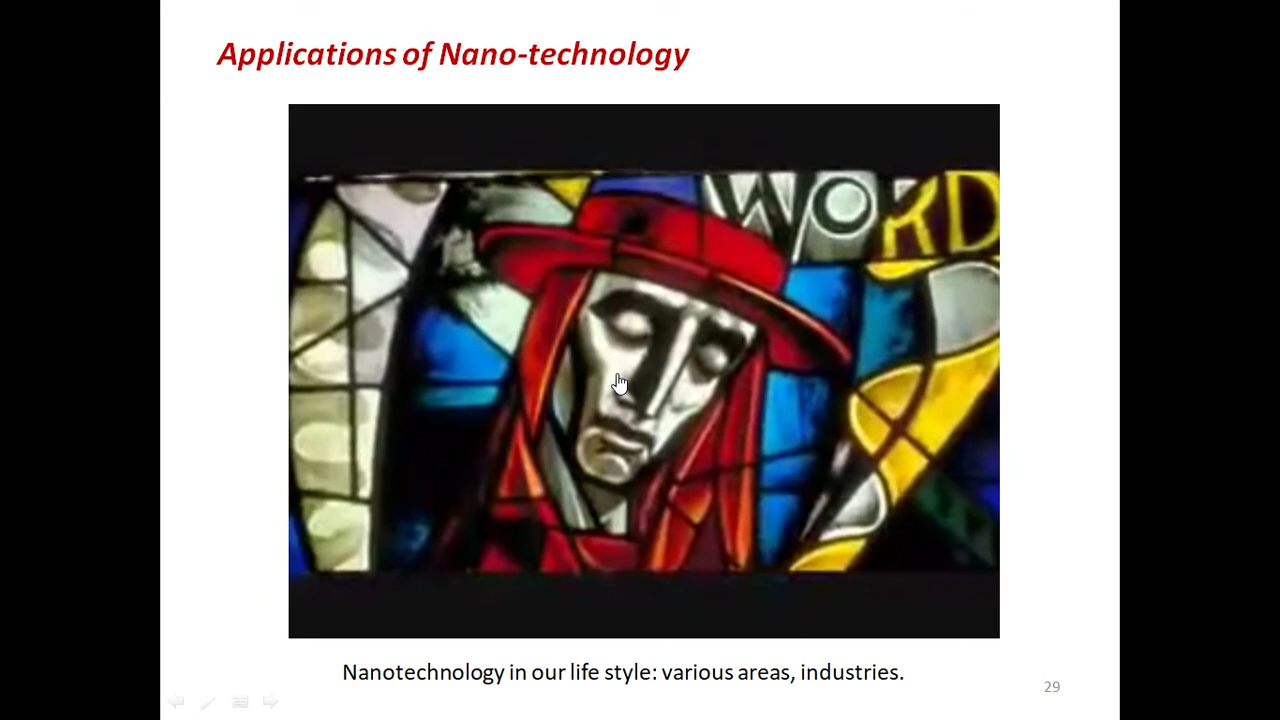 Applications of Nano-technology
WORD
Nanotechnology in our life style: various areas, industries.
29